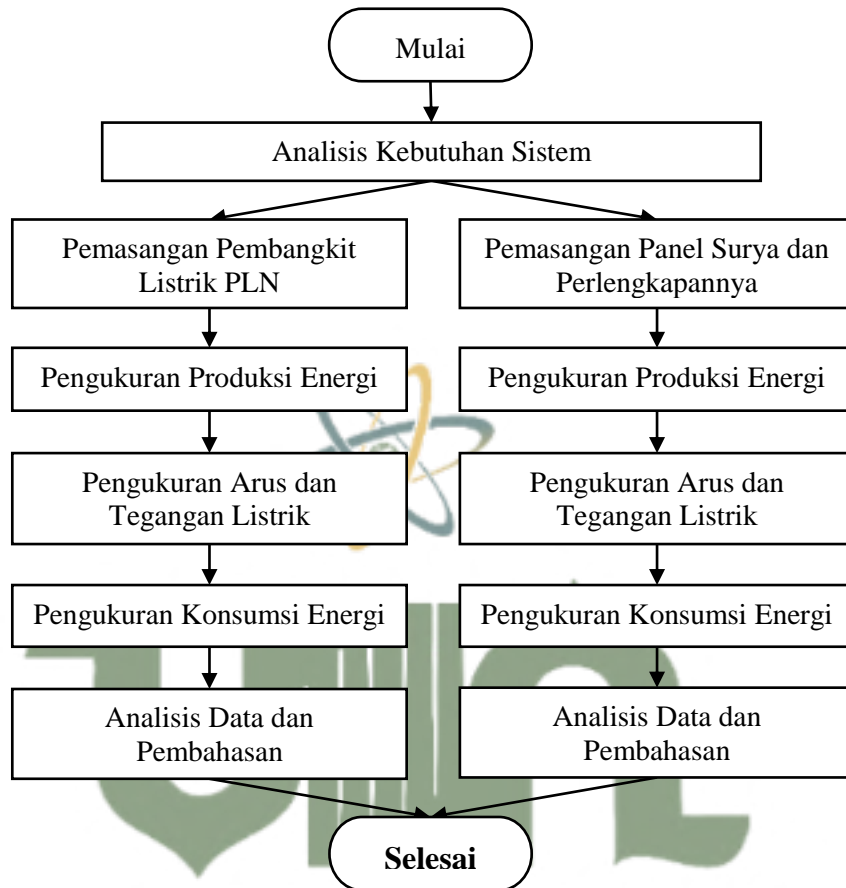 Mulai
Analisis Kebutuhan Sistem
Pemasangan Pembangkit
Listrik PLN
Pengukuran Produksi Energi
Pengukuran Arus dan
Tegangan Listrik
Pengukuran Konsumsi Energi
Analisis Data dan
Pembahasan
Pemasangan Panel Surya dan
Perlengkapannya
Pengukuran Produksi Energi
Pengukuran Arus dan
Tegangan Listrik
Pengukuran Konsumsi Energi
Analisis Data dan
Pembahasan
Selesai